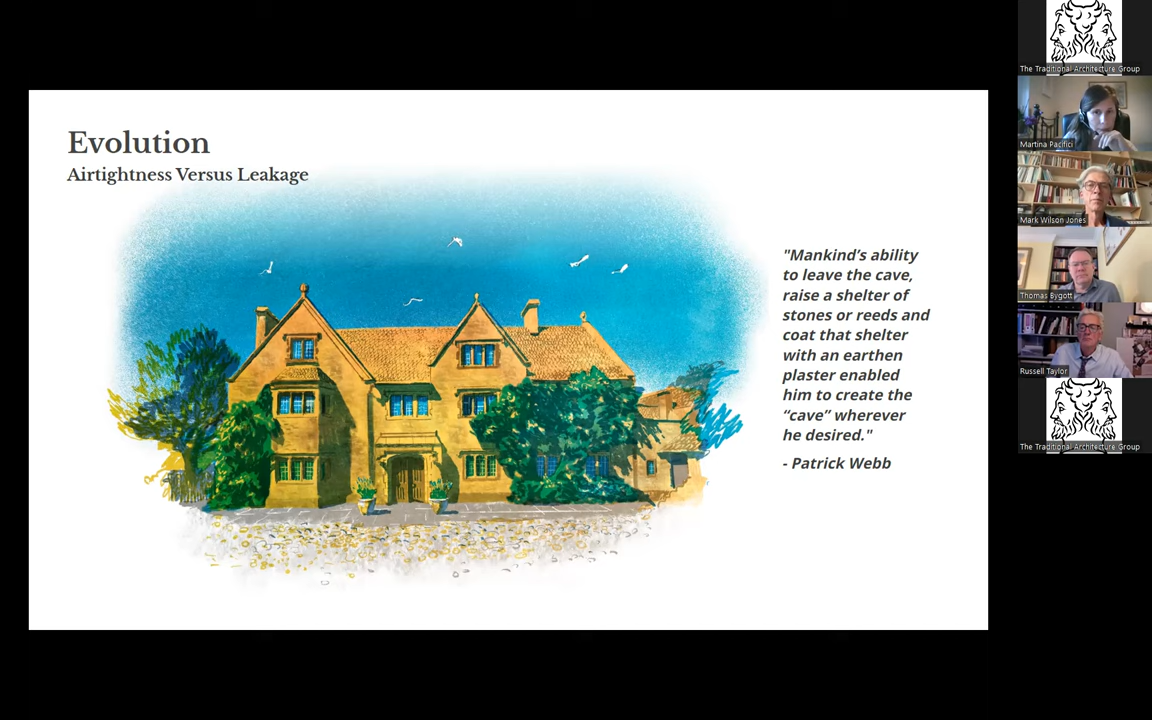 Evolution
Airtightness Versus Leakage
"Mankind’s ability
to leave the cave,
raise a shelter of
stones or reeds and
coat that shelter
with an earthen
plaster enabled
him to create the
“cave” wherever
he desired."
- Patrick Webb
The Traditional Architecture Group
Martina Pacifici
Mark Wilson Jones
Thomas Bygott
Russell Taylor
The Traditional Architecture Group